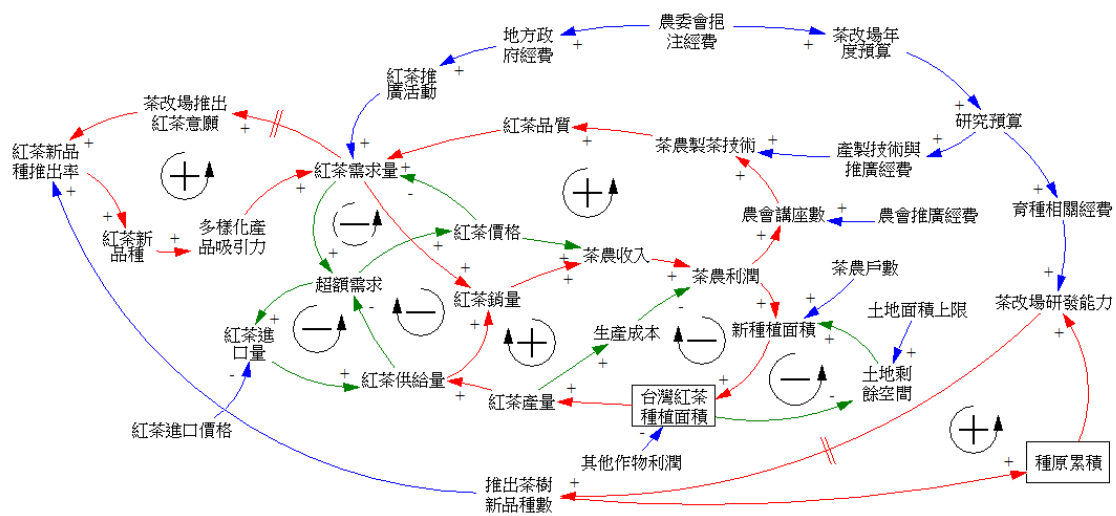 農委會挹
注經費
地方政
府經費
茶改場年
度預算
紅茶推
廣活動
茶改場推出
紅茶意願
研究預算
紅茶品質
茶農製茶技術
產製技術與
推廣經費
紅茶新品
種推出率
紅茶需求量
多樣化產
品吸引力
紅茶新
品種
紅茶價格
農會講座數
農會推廣經費
育種相關經費
茶農收入
茶農利潤
茶農戶數
超額需求
紅茶銷量
茶改場研發能力
土地面積上限
新種植面積
生產成本
紅茶進
口量
紅茶供給量
紅茶產量
台灣紅茶
種植面積
土地剩
餘空間
紅茶進口價格
其他作物利潤
種原累積
推出茶樹
新品種數